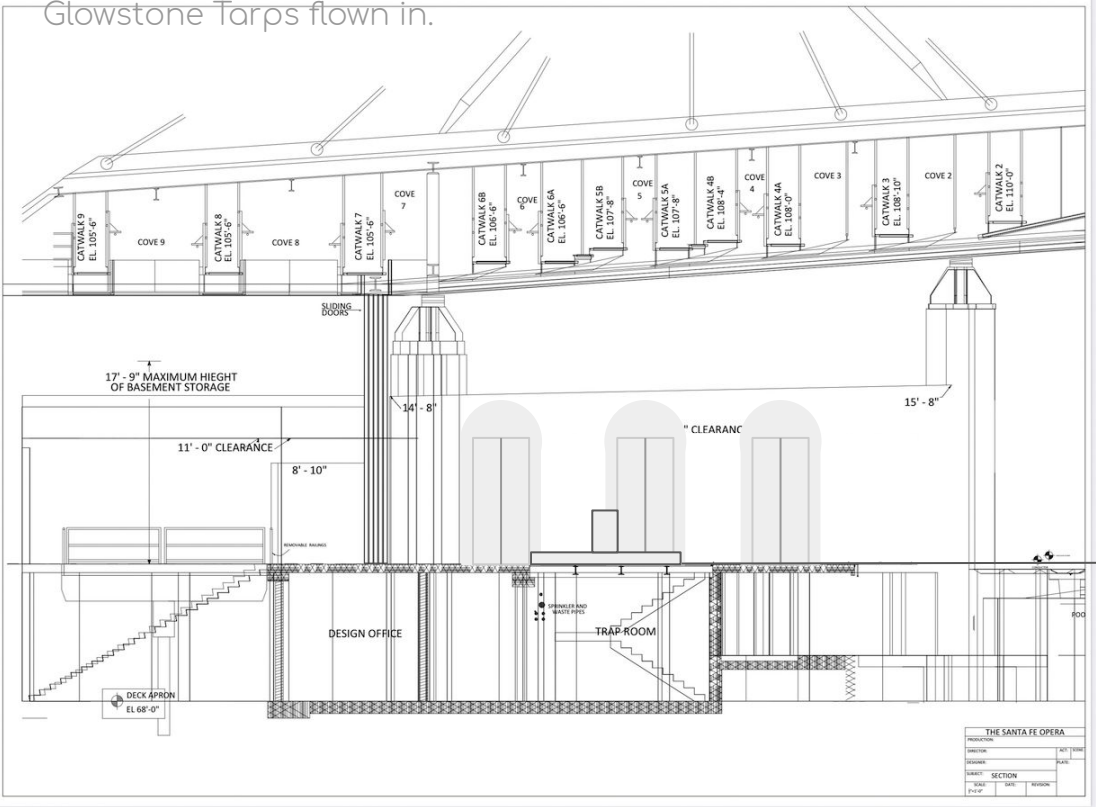 Glowstone Tarps flown in.
CATWALK 9
EL. 105'-6"
COVE 9
CATWALK 8
EL. 105'-6"
COVE 8
CATWALK 7
EL. 105'-6"
COVE
7
CATWALK 6B
EL. 106'-6"
COVE
6
CATWALK 6A
EL. 106'-6"
CATWALK 5B
EL. 107'-8"
COVE
5
CATWALK 5A
EL. 107'-8"
CATWALK 4B
EL. 108'-4"
COVE
4
CATWALK 4A
EL. 108'-0"
COVE 3
CATWALK 3
EL. 108'-10"
COVE 2
CATWALK 2
EL. 110'-0"
SLIDING
DOORS
17' - 9" MAXIMUM HIEGHT
OF BASEMENT STORAGE
14' - 8"
15' - 8"
" CLEARANC
11' - 0" CLEARANCE
8' - 10"
REMOVABLE RAILINGS
SPRINKLER AND
WASTE PIPES
DESIGN OFFICE
TRAP ROOM
POO
DECK APRON
EL 68'-0"
THE SANTA FE OPERA
PRODUCTION:
DIRECTOR:
ACT:
SCENE
DESIGNER:
PLATE:
SUBJECT: SECTION
SCALE:
DATE:
REVISION: